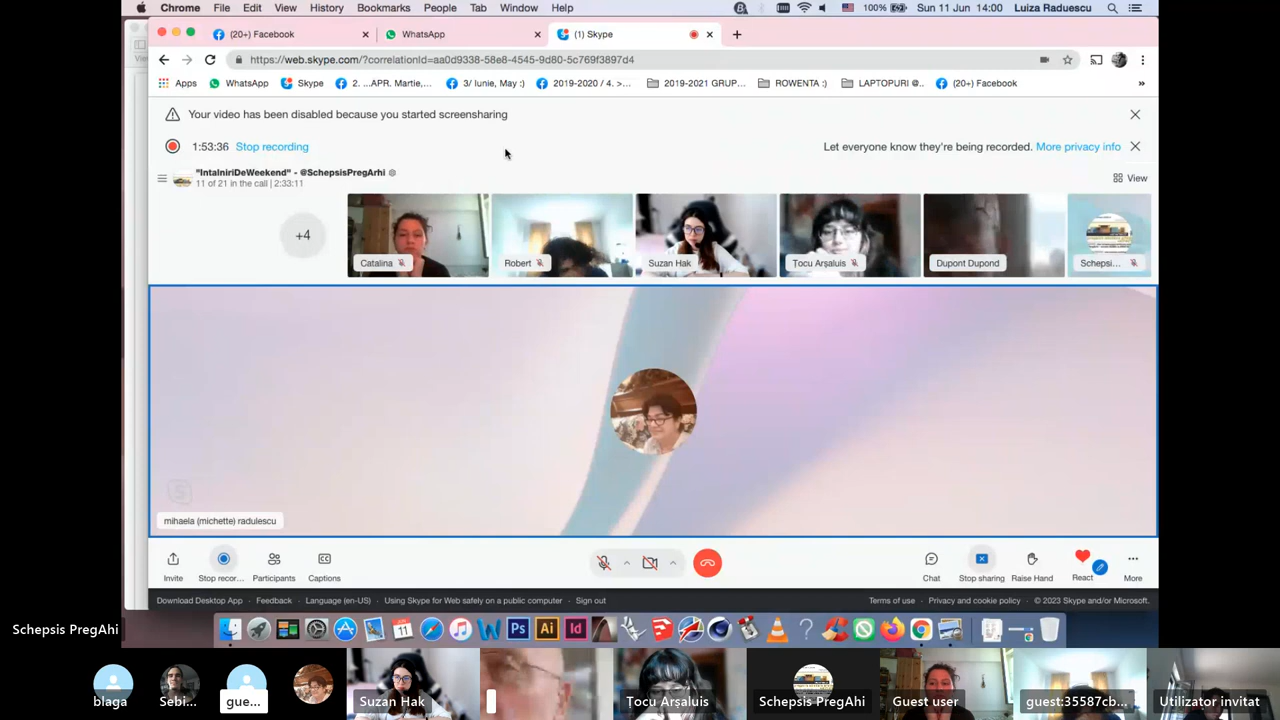 Chrome File Edit View History Bookmarks People Tab Window Help 100% Sun 11 Jun 14:00 Luiza Raduescu
(20+) Facebook WhatsApp (1) Skype
https://web.skype.com/?correlationId=aa0d9338-58e8-4545-9d80-5c769f3897d4
Apps WhatsApp Skype 2. ...APR. Martie,... 3/ Iunie, May :) 2019-2020 / 4. >... 2019-2021 GRUP... ROWENTA :) LAPTOPURI @.. (20+) Facebook »
Your video has been disabled because you started screensharing
1:53:36 Stop recording Let everyone know they're being recorded. More privacy info
"IntalniriDeWeekend" - @SchepsisPregArhi
11 of 21 in the call | 2:33:11
View
+4
Catalina Robert Suzan Hak Țocu Arșaluis Dupont Dupond Schepsi...
mihaela (michette) radulescu
Invite Stop recor... Participants Captions Chat Stop sharing Raise Hand React More
Download Desktop App • Feedback • Language (en-US) • Using Skype for Web safely on a public computer • Sign out Terms of use • Privacy and cookie policy • © 2023 Skype and/or Microsoft.
Schepsis PregAhi
blaga Sebi... gue... Suzan Hak Țocu Arșaluis Schepsis PregAhi Guest user guest:35587cb... Utilizator invitat